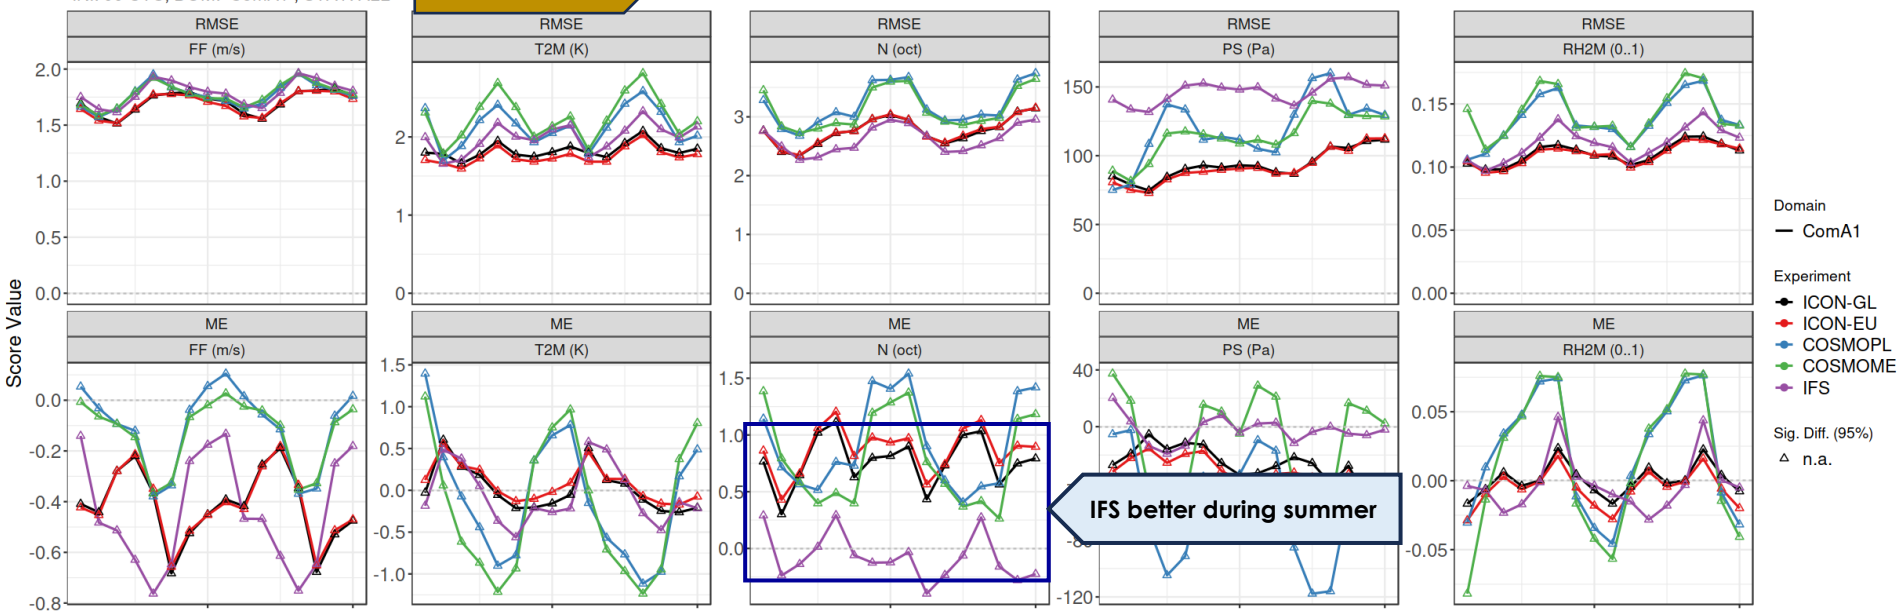 RMSE
FF (m/s)
RMSE
T2M (K)
RMSE
N (oct)
RMSE
PS (Pa)
RMSE
RH2M (0..1)
2.0
1.5
1.0
0.5
0.0
2
1
0
3
2
1
0
150
100
50
0
0.15
0.10
0.05
0.00
Score Value
ME
FF (m/s)
ME
T2M (K)
ME
N (oct)
ME
PS (Pa)
ME
RH2M (0..1)
0.0
-0.2
-0.4
-0.6
-0.8
1.5
1.0
0.5
0.0
-0.5
-1.0
1.5
1.0
0.5
0.0
40
0
-120
0.05
0.00
-0.05
IFS better during summer
Domain
ComA1
Experiment
ICON-GL
ICON-EU
COSMOPL
COSMOME
IFS
Sig. Diff. (95%)
n.a.